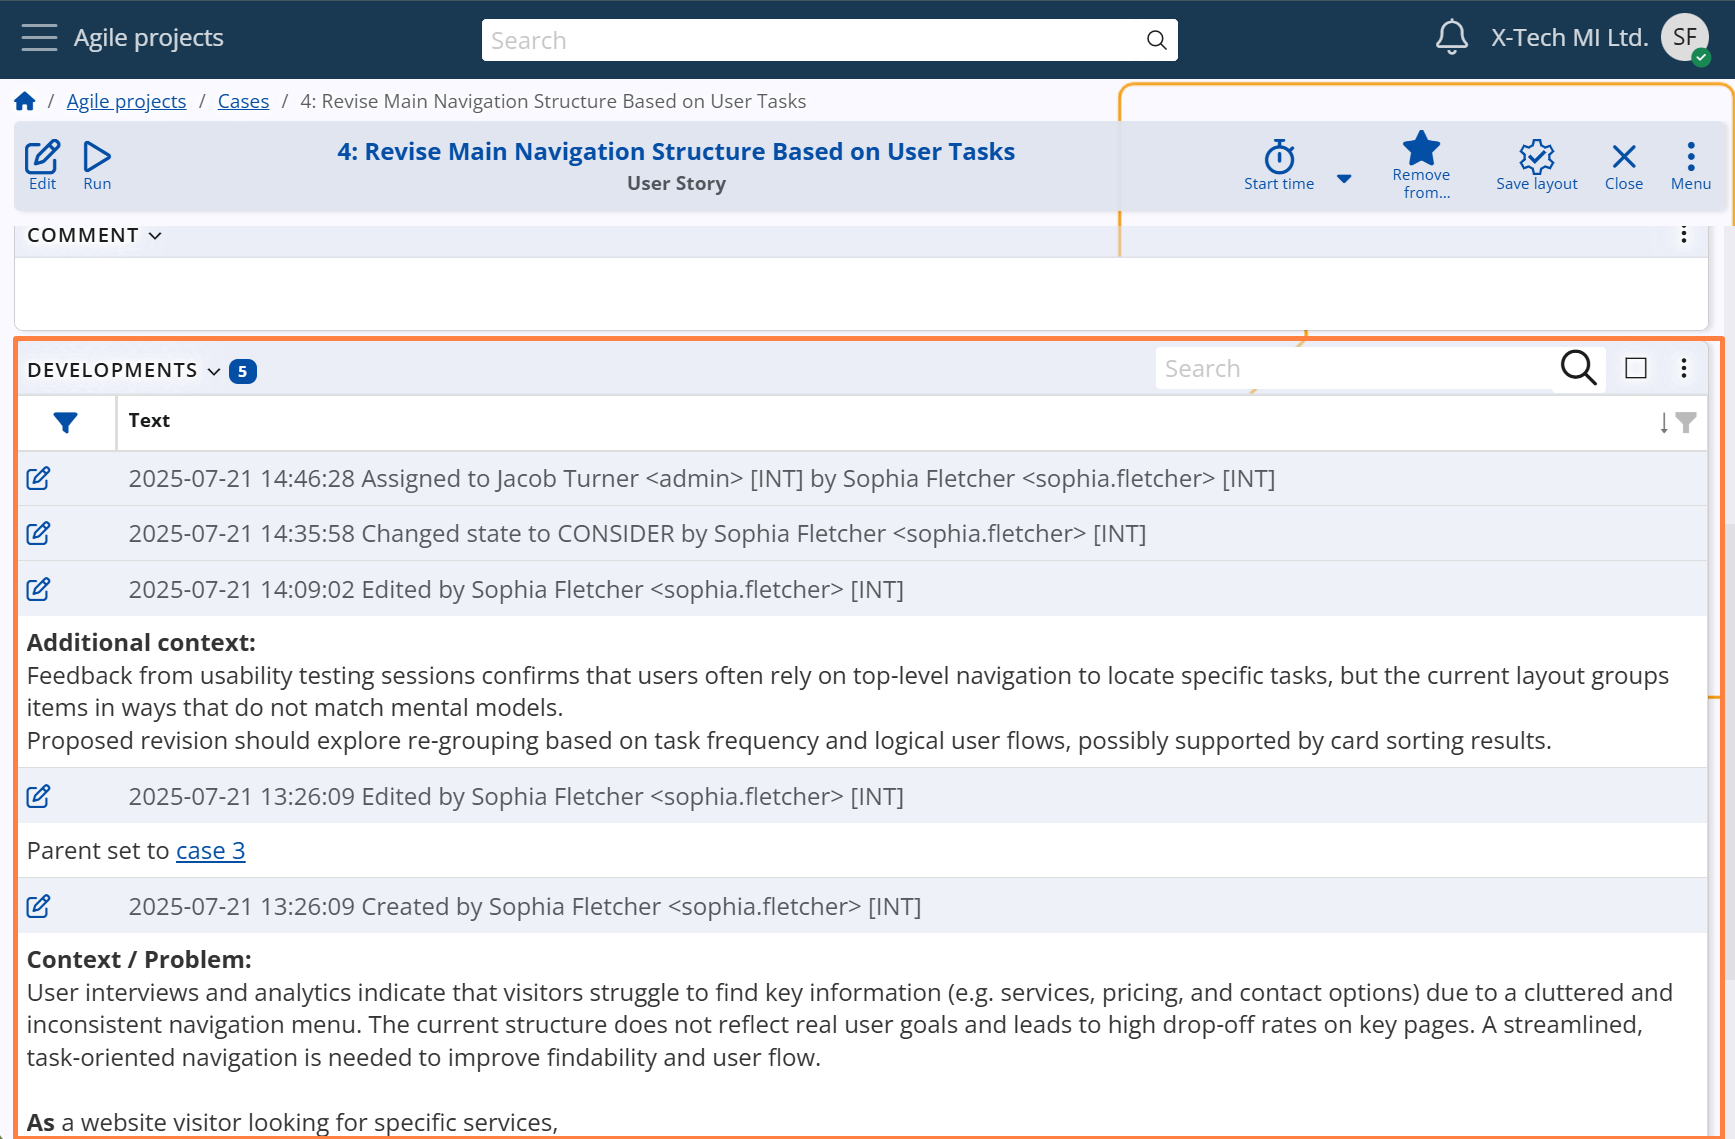 Agile projects
Search
X-Tech MI Ltd.
SF
/ Agile projects / Cases / 4: Revise Main Navigation Structure Based on User Tasks
Edit
Run
4: Revise Main Navigation Structure Based on User Tasks
User Story
Start time
Remove from...
Save layout
Close
Menu
COMMENT
DEVELOPMENTS 5
Search
Text
2025-07-21 14:46:28 Assigned to Jacob Turner <admin> [INT] by Sophia Fletcher <sophia.fletcher> [INT]
2025-07-21 14:35:58 Changed state to CONSIDER by Sophia Fletcher <sophia.fletcher> [INT]
2025-07-21 14:09:02 Edited by Sophia Fletcher <sophia.fletcher> [INT]
Additional context:
Feedback from usability testing sessions confirms that users often rely on top-level navigation to locate specific tasks, but the current layout groups
items in ways that do not match mental models.
Proposed revision should explore re-grouping based on task frequency and logical user flows, possibly supported by card sorting results.
2025-07-21 13:26:09 Edited by Sophia Fletcher <sophia.fletcher> [INT]
Parent set to case 3
2025-07-21 13:26:09 Created by Sophia Fletcher <sophia.fletcher> [INT]
Context / Problem:
User interviews and analytics indicate that visitors struggle to find key information (e.g. services, pricing, and contact options) due to a cluttered and
inconsistent navigation menu. The current structure does not reflect real user goals and leads to high drop-off rates on key pages. A streamlined,
task-oriented navigation is needed to improve findability and user flow.
As a website visitor looking for specific services,